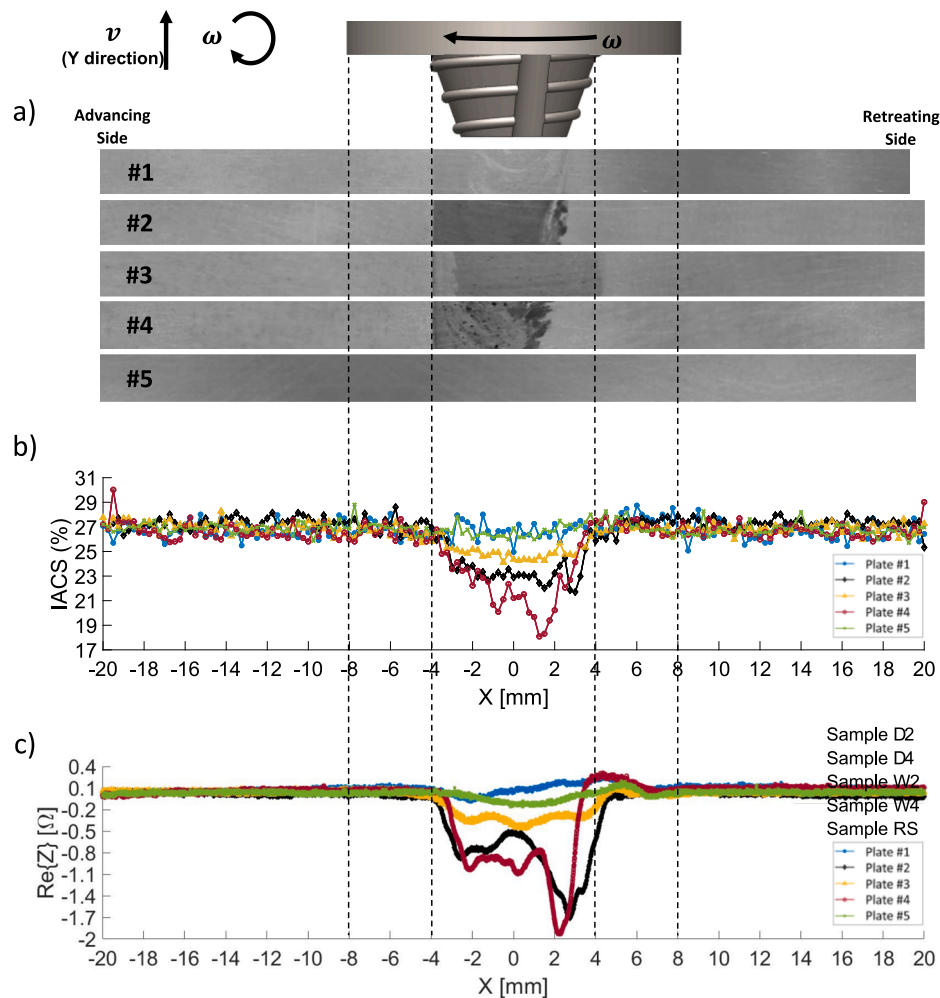 v
(Y direction)
ω
ω
a)
Advancing
Side
Retreating
Side
#1
#2
#3
#4
#5
b)
IACS (%)
31
29
27
25
23
21
19
17
-20 -18 -16 -14 -12 -10 -8 -6 -4 -2 0 2 4 6 8 10 12 14 16 18 20
X [mm]
Plate #1
Plate #2
Plate #3
Plate #4
Plate #5
c)
Sample D2
Sample D4
Sample W2
Sample W4
Sample RS
Re{Z} [Ω]
0.4
0.1
-0.2
-0.5
-0.8
-1.1
-1.4
-1.7
-2
-20 -18 -16 -14 -12 -10 -8 -6 -4 -2 0 2 4 6 8 10 12 14 16 18 20
X [mm]
Plate #1
Plate #2
Plate #3
Plate #4
Plate #5